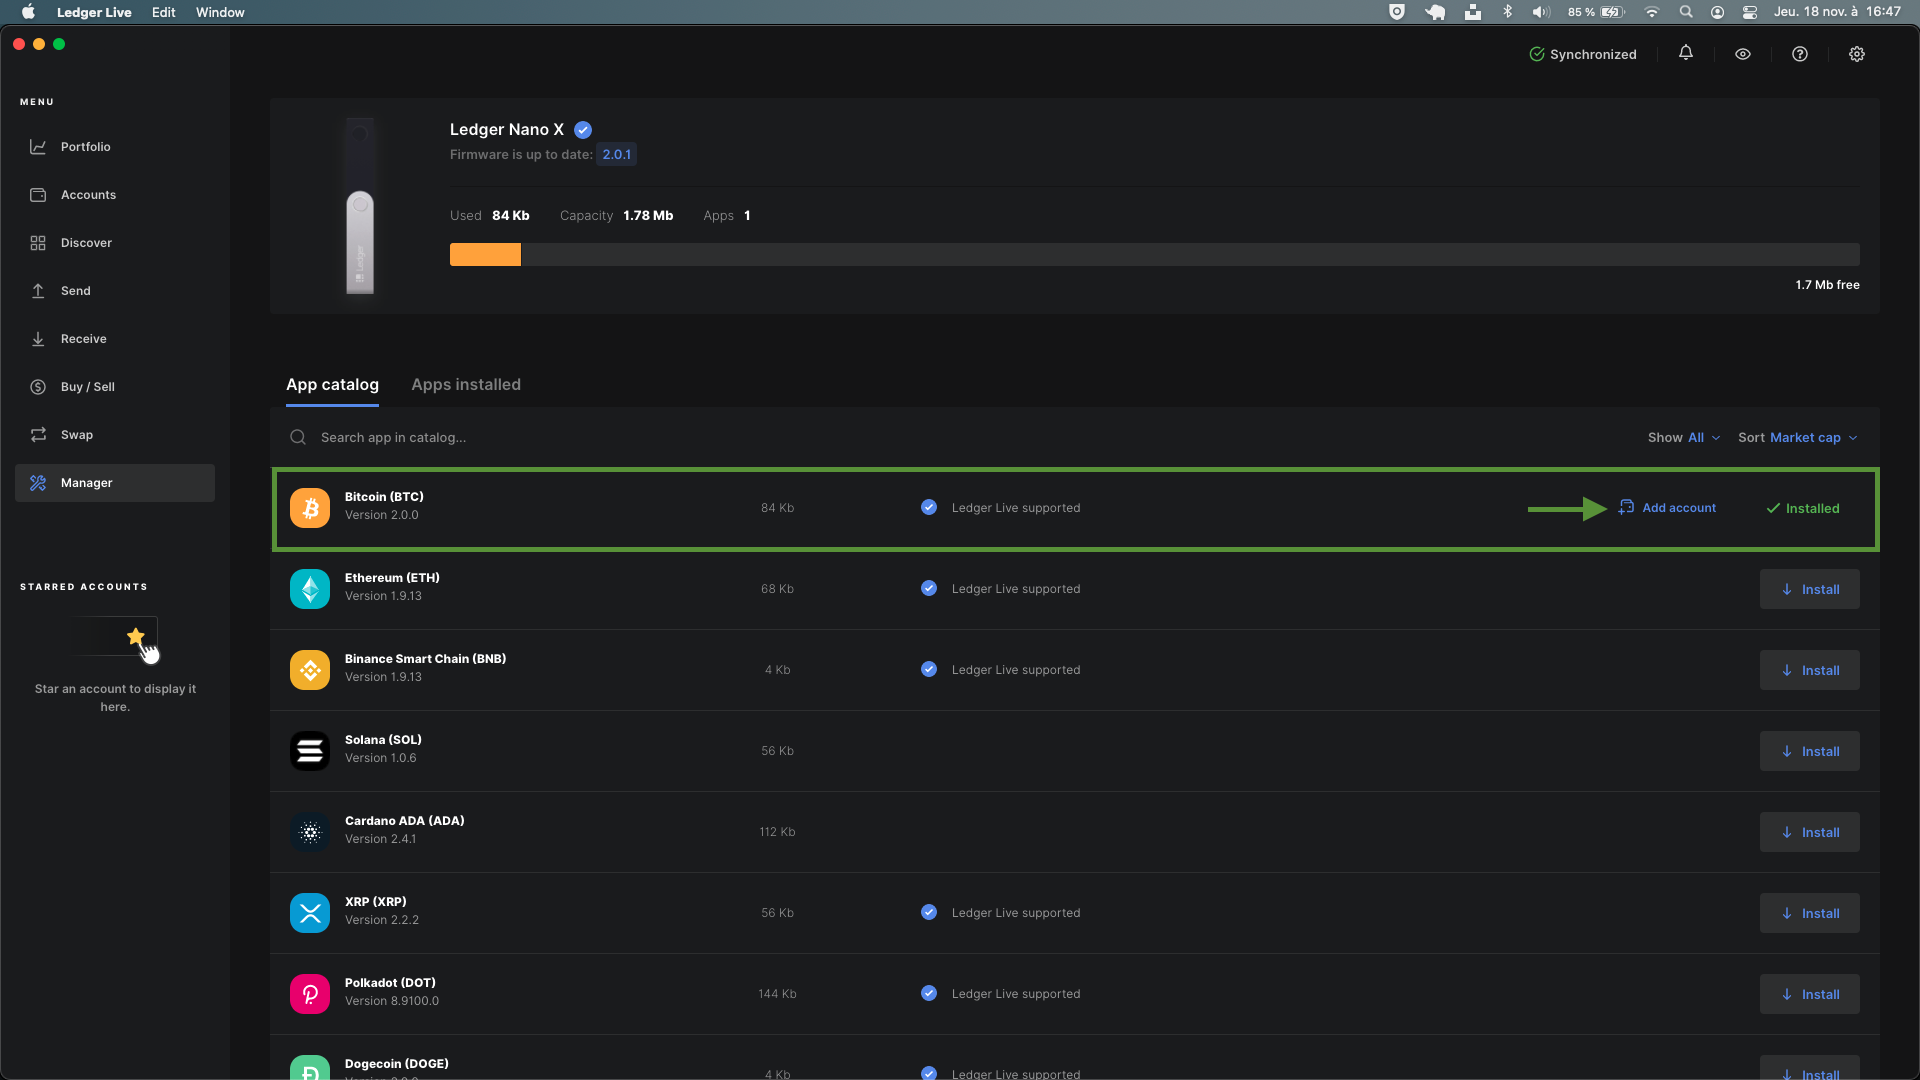 Ledger Live Edit Window
85 % Jeu. 18 nov. à 16:47
Synchronized
MENU
Portfolio
Accounts
Discover
Send
Receive
Buy / Sell
Swap
Manager
STARRED ACCOUNTS
Star an account to display it
here.
Ledger Nano X
Firmware is up to date: 2.0.1
Used 84 Kb Capacity 1.78 Mb Apps 1
Ledger
1.7 Mb free
App catalog Apps installed
Search app in catalog... Show All Sort Market cap
Bitcoin (BTC)
Version 2.0.0
84 Kb Ledger Live supported Add account Installed
Ethereum (ETH)
Version 1.9.13
68 Kb Ledger Live supported Install
Binance Smart Chain (BNB)
Version 1.9.13
4 Kb Ledger Live supported Install
Solana (SOL)
Version 1.0.6
56 Kb Install
Cardano ADA (ADA)
Version 2.4.1
112 Kb Install
XRP (XRP)
Version 2.2.2
56 Kb Ledger Live supported Install
Polkadot (DOT)
Version 8.9100.0
144 Kb Ledger Live supported Install
Dogecoin (DOGE)
4 Kb Ledger Live supported Install